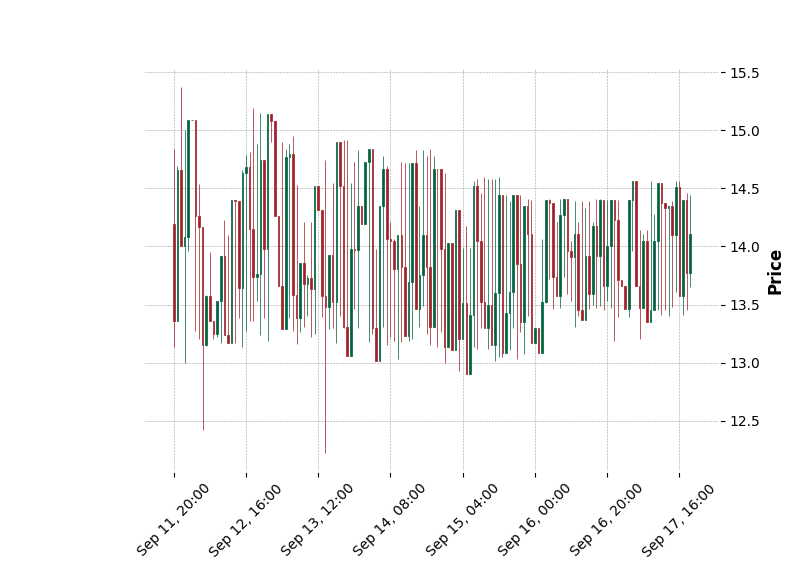 15.5
15.0
14.5
14.0
13.5
13.0
12.5
Price
Sep 11, 20:00
Sep 12, 16:00
Sep 13, 12:00
Sep 14, 08:00
Sep 15, 04:00
Sep 16, 00:00
Sep 16, 20:00
Sep 17, 16:00